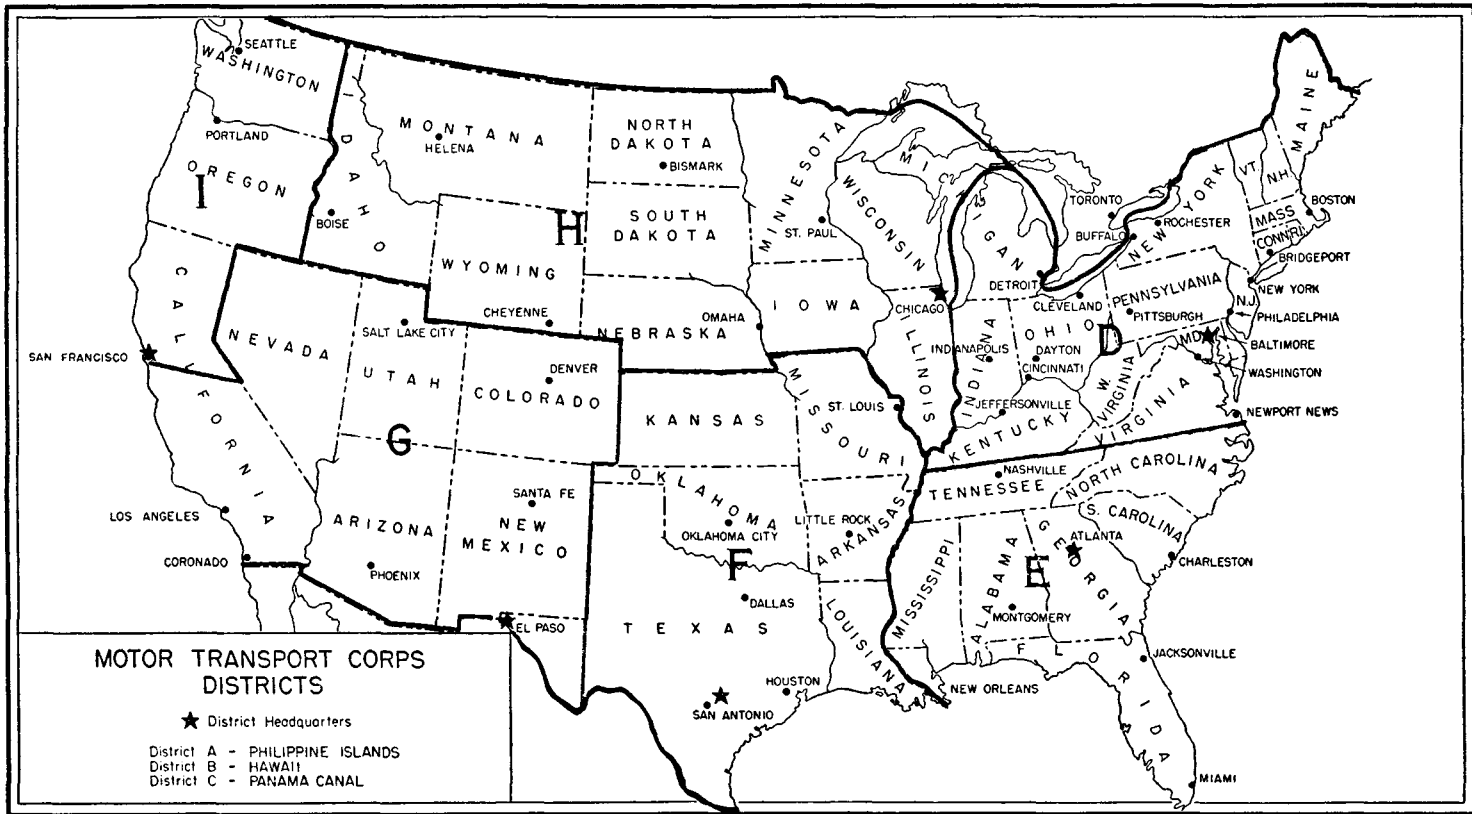 SEATTLE
WASHINGTON
PORTLAND
OREGON
I
IDAHO
BOISE
MONTANA
HELENA
NORTH
DAKOTA
BISMARK
SOUTH
DAKOTA
H
WYOMING
CHEYENNE
NEBRASKA
OMAHA
MINNESOTA
ST. PAUL
WISCONSIN
MICHIGAN
IOWA
CHICAGO
ILLINOIS
DETROIT
TORONTO
BUFFALO
ROCHESTER
NEW YORK
VT.
N.H.
MAINE
MASS
BOSTON
CONN.
R.I.
BRIDGEPORT
NEW YORK
PENNSYLVANIA
PITTSBURGH
N.J.
PHILADELPHIA
CLEVELAND
OHIO
D
MD.
BALTIMORE
WASHINGTON
INDIANA
INDIANAPOLIS
DAYTON
CINCINNATI
W. VIRGINIA
VIRGINIA
NEWPORT NEWS
JEFFERSONVILLE
KENTUCKY
CALIFORNIA
SAN FRANCISCO
NEVADA
SALT LAKE CITY
UTAH
DENVER
COLORADO
G
KANSAS
MISSOURI
ST. LOUIS
LOS ANGELES
CORONADO
ARIZONA
PHOENIX
SANTA FE
NEW
MEXICO
EL PASO
OKLAHOMA
OKLAHOMA CITY
F
LITTLE ROCK
ARKANSAS
TEXAS
DALLAS
HOUSTON
SAN ANTONIO
LOUISIANA
NEW ORLEANS
NASHVILLE
TENNESSEE
NORTH CAROLINA
S. CAROLINA
CHARLESTON
MISSISSIPPI
ALABAMA
MONTGOMERY
E
GEORGIA
ATLANTA
JACKSONVILLE
FLORIDA
MIAMI
MOTOR TRANSPORT CORPS
DISTRICTS
★ District Headquarters
District A - PHILIPPINE ISLANDS
District B - HAWAII
District C - PANAMA CANAL